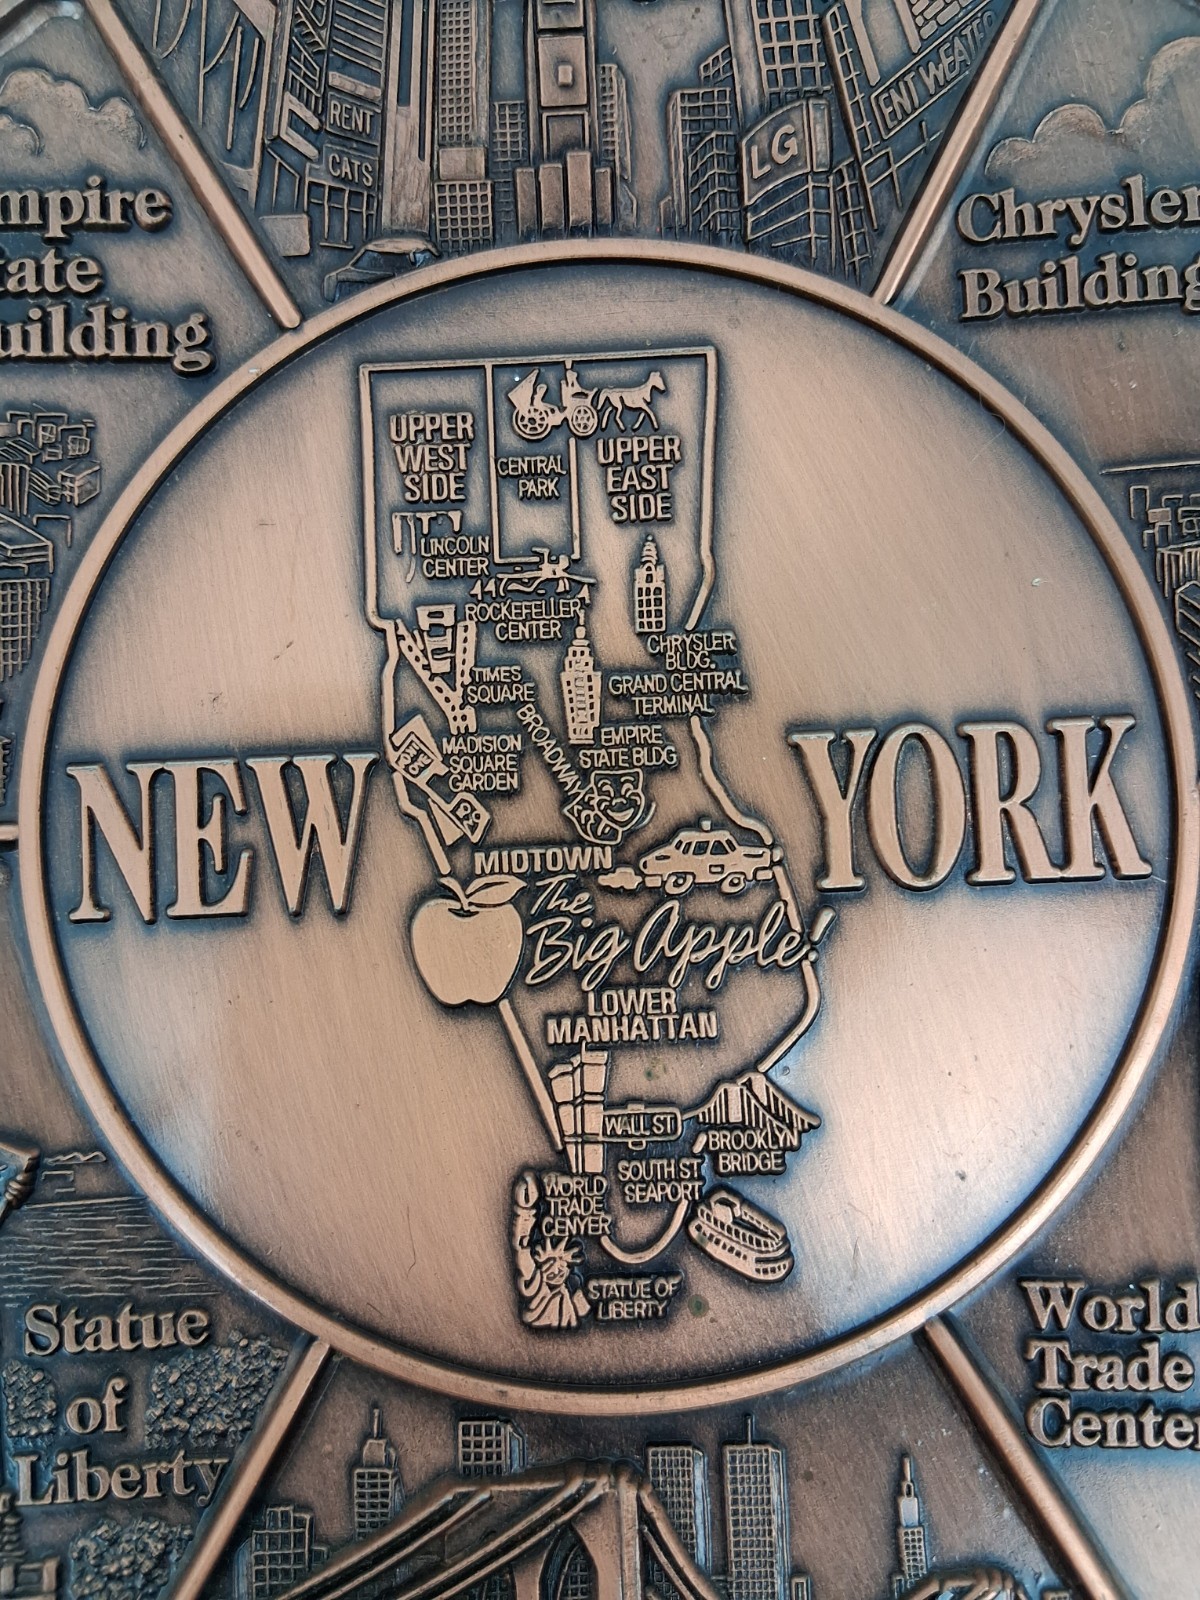 RENT
CATS
LG
mpire
tate
uilding
Chrysler
Building
UPPER
WEST
SIDE
CENTRAL
PARK
UPPER
EAST
SIDE
LINCOLN
CENTER
ROCKEFELLER
CENTER
CHRYSLER
BLDG.
TIMES
SQUARE
GRAND CENTRAL
TERMINAL
BROADWAY
MADISION
SQUARE
GARDEN
EMPIRE
STATE BLDG
NEW YORK
MIDTOWN
The
Big Apple!
LOWER
MANHATTAN
WALL ST
BROOKLYN
BRIDGE
SOUTH ST
SEAPORT
WORLD
TRADE
CENYER
STATUE OF
LIBERTY
Statue
of
Liberty
World
Trade
Center